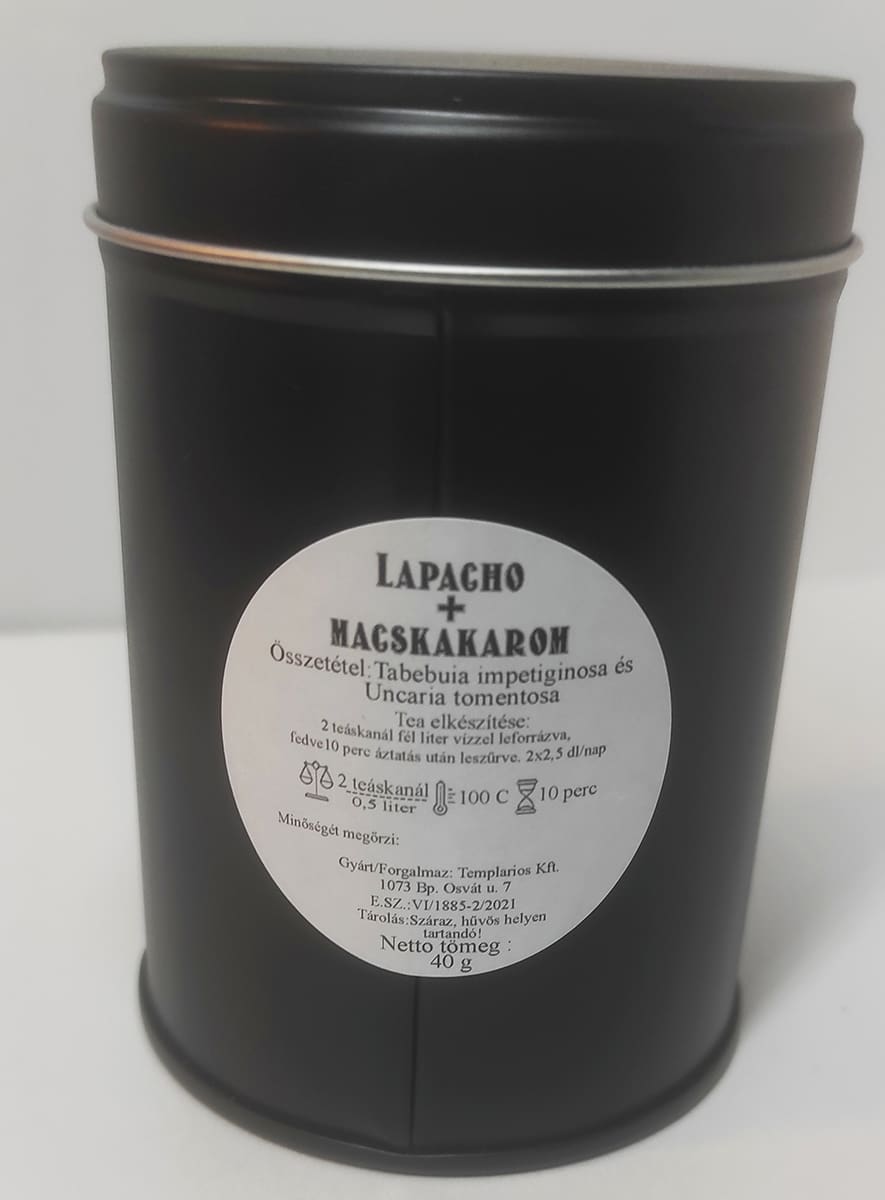 LAPACHO
+
MACSKAKAROM
Összetétel: Tabebuia impetiginosa és
Uncaria tomentosa
Tea elkészítése:
2 teáskanál fél liter vízzel leforrázva,
fedve10 perc áztatás után leszűrve. 2x2,5 dl/nap
2 teáskanál
0,5 liter
100 C
10 perc
Minőségét megőrzi:
Gyárt/Forgalmaz: Templarios Kft.
1073 Bp. Osvát u. 7
E.SZ.:VI/1885-2/2021
Tárolás:Száraz, hűvös helyen
tartandó!
Netto tömeg :
40 g